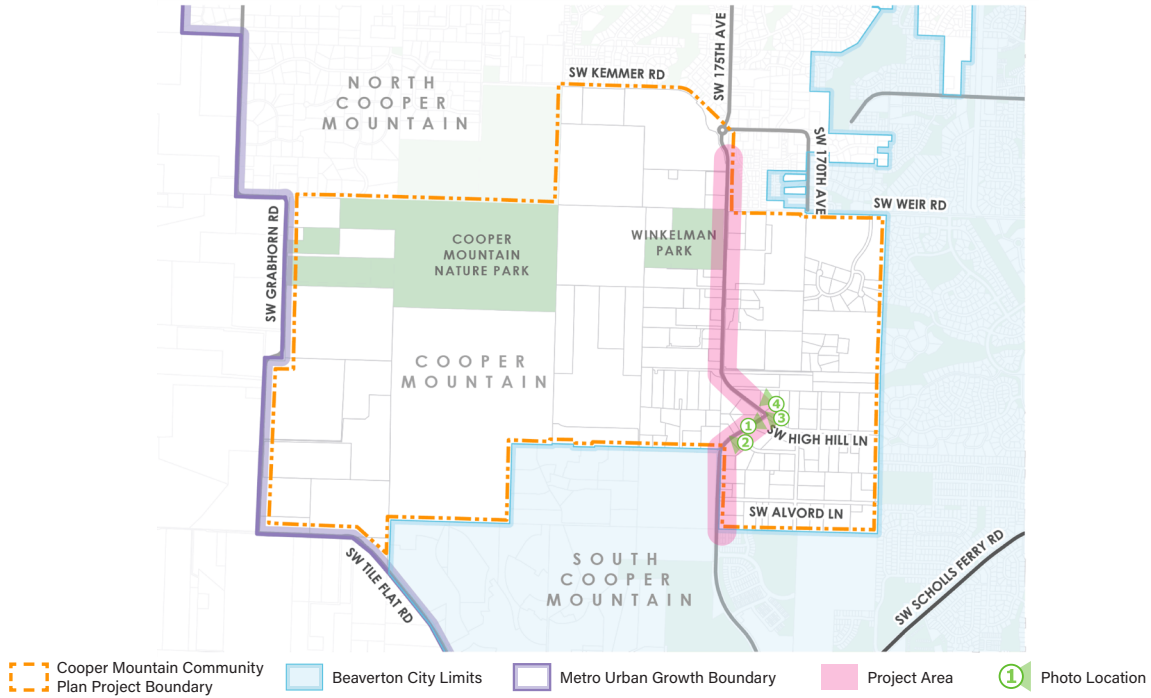 SW KEMMER RD
SW 175TH AVE
NORTH
COOPER
MOUNTAIN
SW 170TH AVE
SW WEIR RD
SW GRABHORN RD
COOPER
MOUNTAIN
NATURE PARK
WINKELMAN
PARK
COOPER
MOUNTAIN
4
3
1
2
SW HIGH HILL LN
SW ALVORD LN
SW TILE FLAT RD
SOUTH
COOPER
MOUNTAIN
SW SCHOLLS FERRY RD
Cooper Mountain Community
Plan Project Boundary
Beaverton City Limits
Metro Urban Growth Boundary
Project Area
1 Photo Location